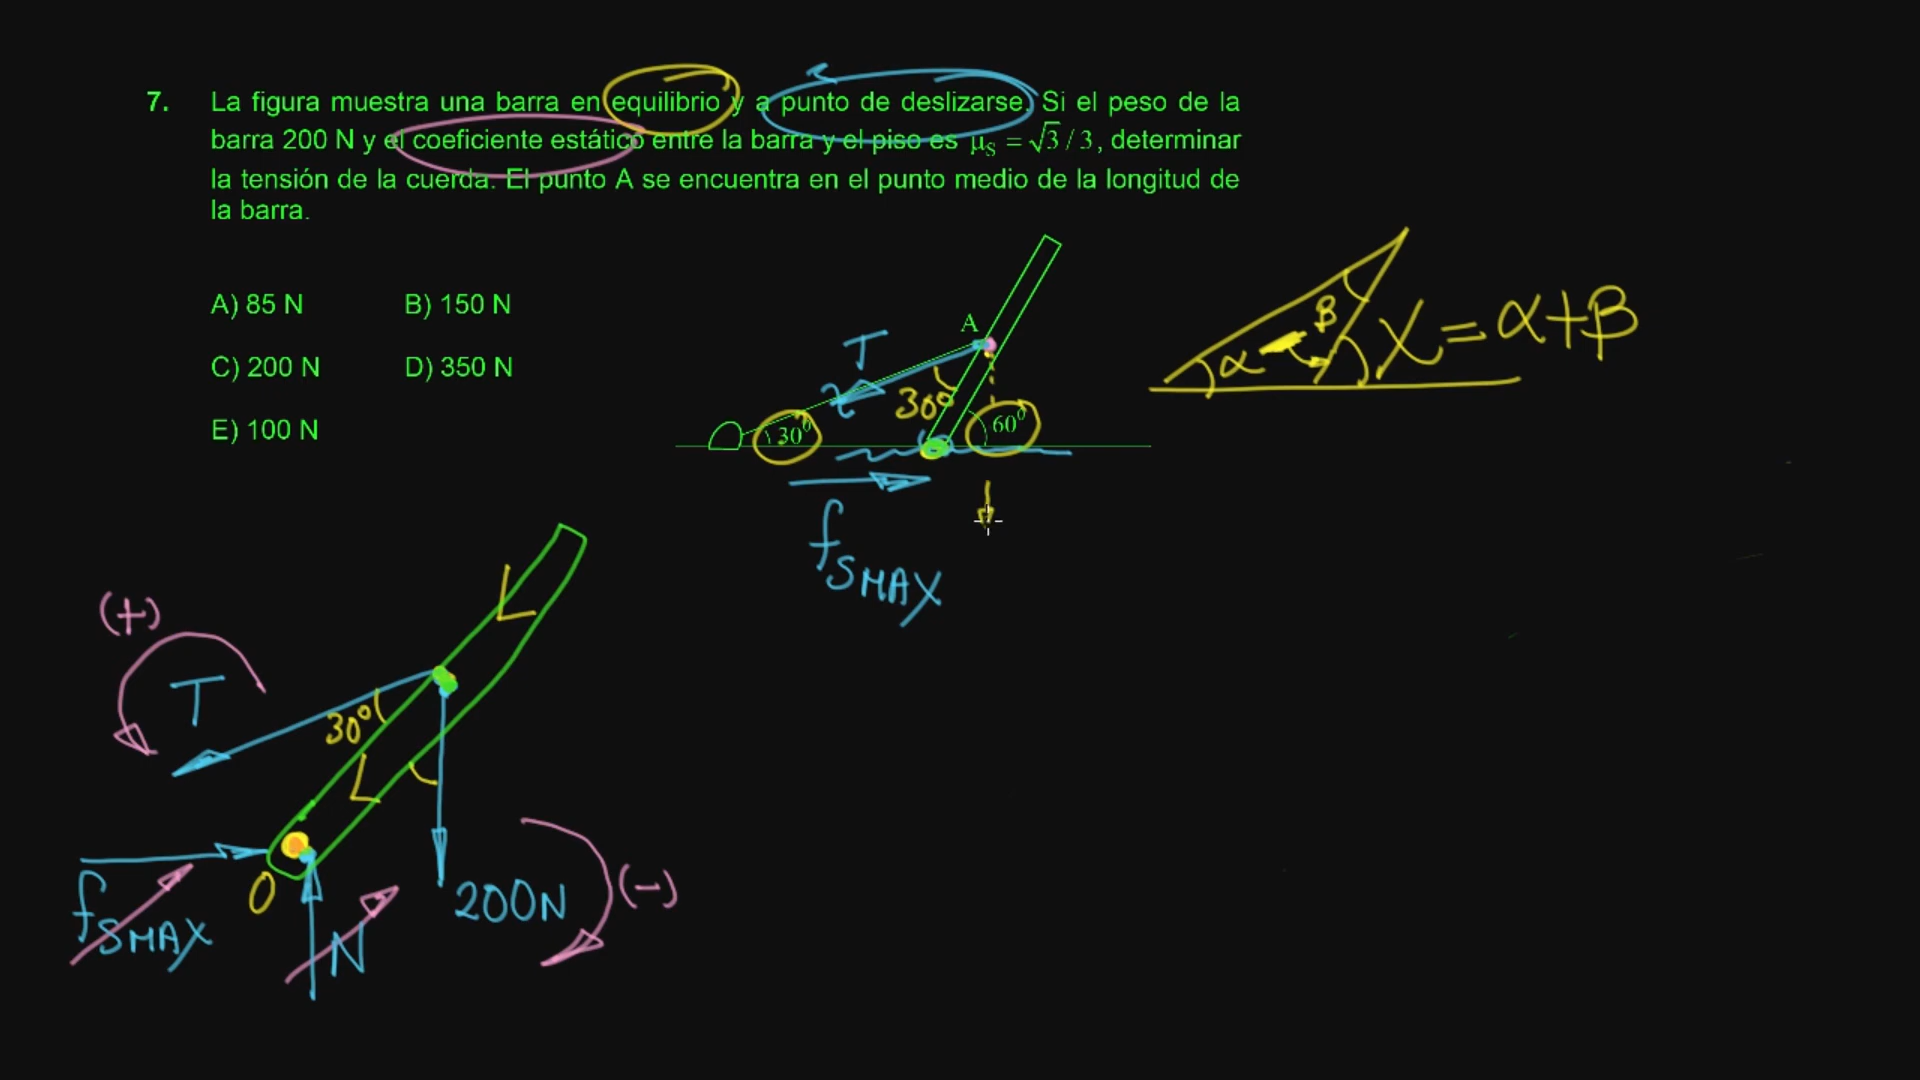 7. La figura muestra una barra en equilibrio y a punto de deslizarse. Si el peso de la
barra 200 N y el coeficiente estático entre la barra y el piso es μS = √3 / 3, determinar
la tensión de la cuerda. El punto A se encuentra en el punto medio de la longitud de
la barra.
A) 85 N B) 150 N
C) 200 N D) 350 N
E) 100 N
A
T
30°
30⁰
60⁰
fSMAX
α
β
X = α+β
(+)
T
30°
L
L
O
fSMAX
N
200N
(-)